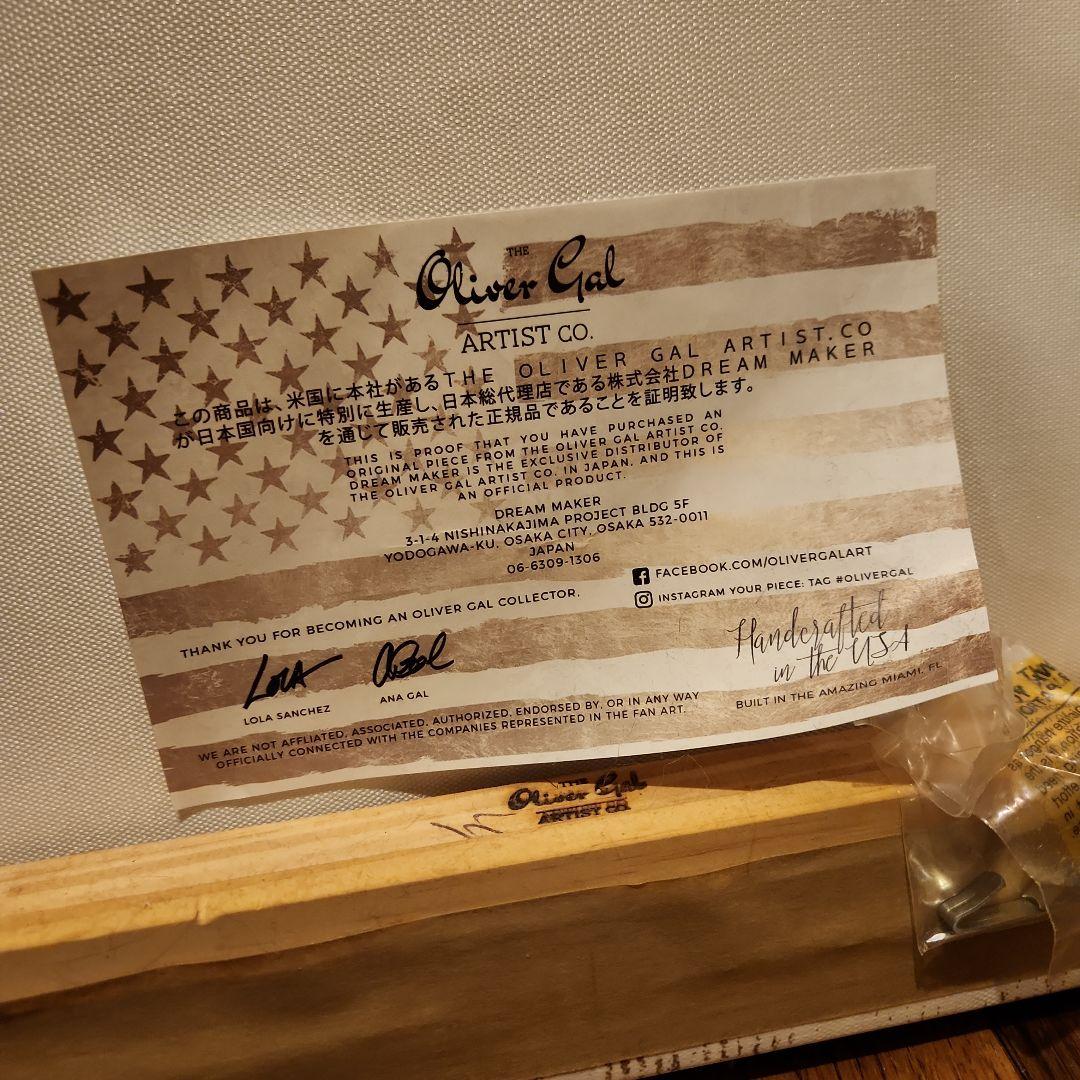 THE
Oliver Gal
ARTIST CO.
この商品は、米国に本社があるTHE OLIVER GAL ARTIST.CO
が日本国向けに特別に生産し、日本総代理店である株式会社DREAM MAKER
を通じて販売された正規品であることを証明致します。
THIS IS PROOF THAT YOU HAVE PURCHASED AN
ORIGINAL PIECE FROM THE OLIVER GAL ARTIST CO.
DREAM MAKER IS THE EXCLUSIVE DISTRIBUTOR OF
THE OLIVER GAL ARTIST CO. IN JAPAN. AND THIS IS
AN OFFICIAL PRODUCT.
DREAM MAKER
3-1-4 NISHINAKAJIMA PROJECT BLDG 5F
YODOGAWA-KU, OSAKA CITY, OSAKA 532-0011
JAPAN
06-6309-1306
FACEBOOK.COM/OLIVERGALART
INSTAGRAM YOUR PIECE: TAG #OLIVERGAL
THANK YOU FOR BECOMING AN OLIVER GAL COLLECTOR.
LOLA
LOLA SANCHEZ
ANA GAL
Handcrafted
in the USA
BUILT IN THE AMAZING MIAMI, FL
WE ARE NOT AFFLIATED, ASSOCIATED, AUTHORIZED, ENDORSED BY, OR IN ANY WAY
OFFICIALLY CONNECTED WITH THE COMPANIES REPRESENTED IN THE FAN ART.
THE
Oliver Gal
ARTIST CO.